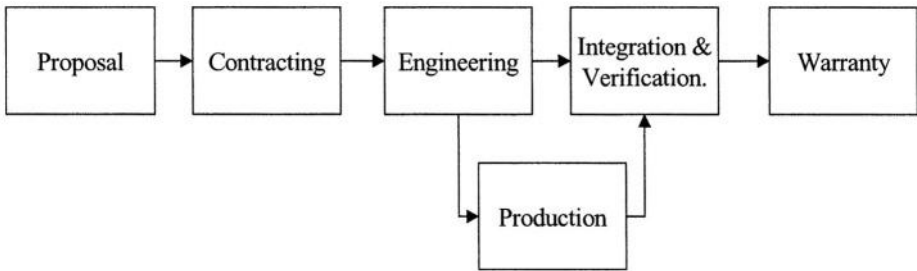 Proposal
Contracting
Engineering
Integration &
Verification.
Warranty
Production